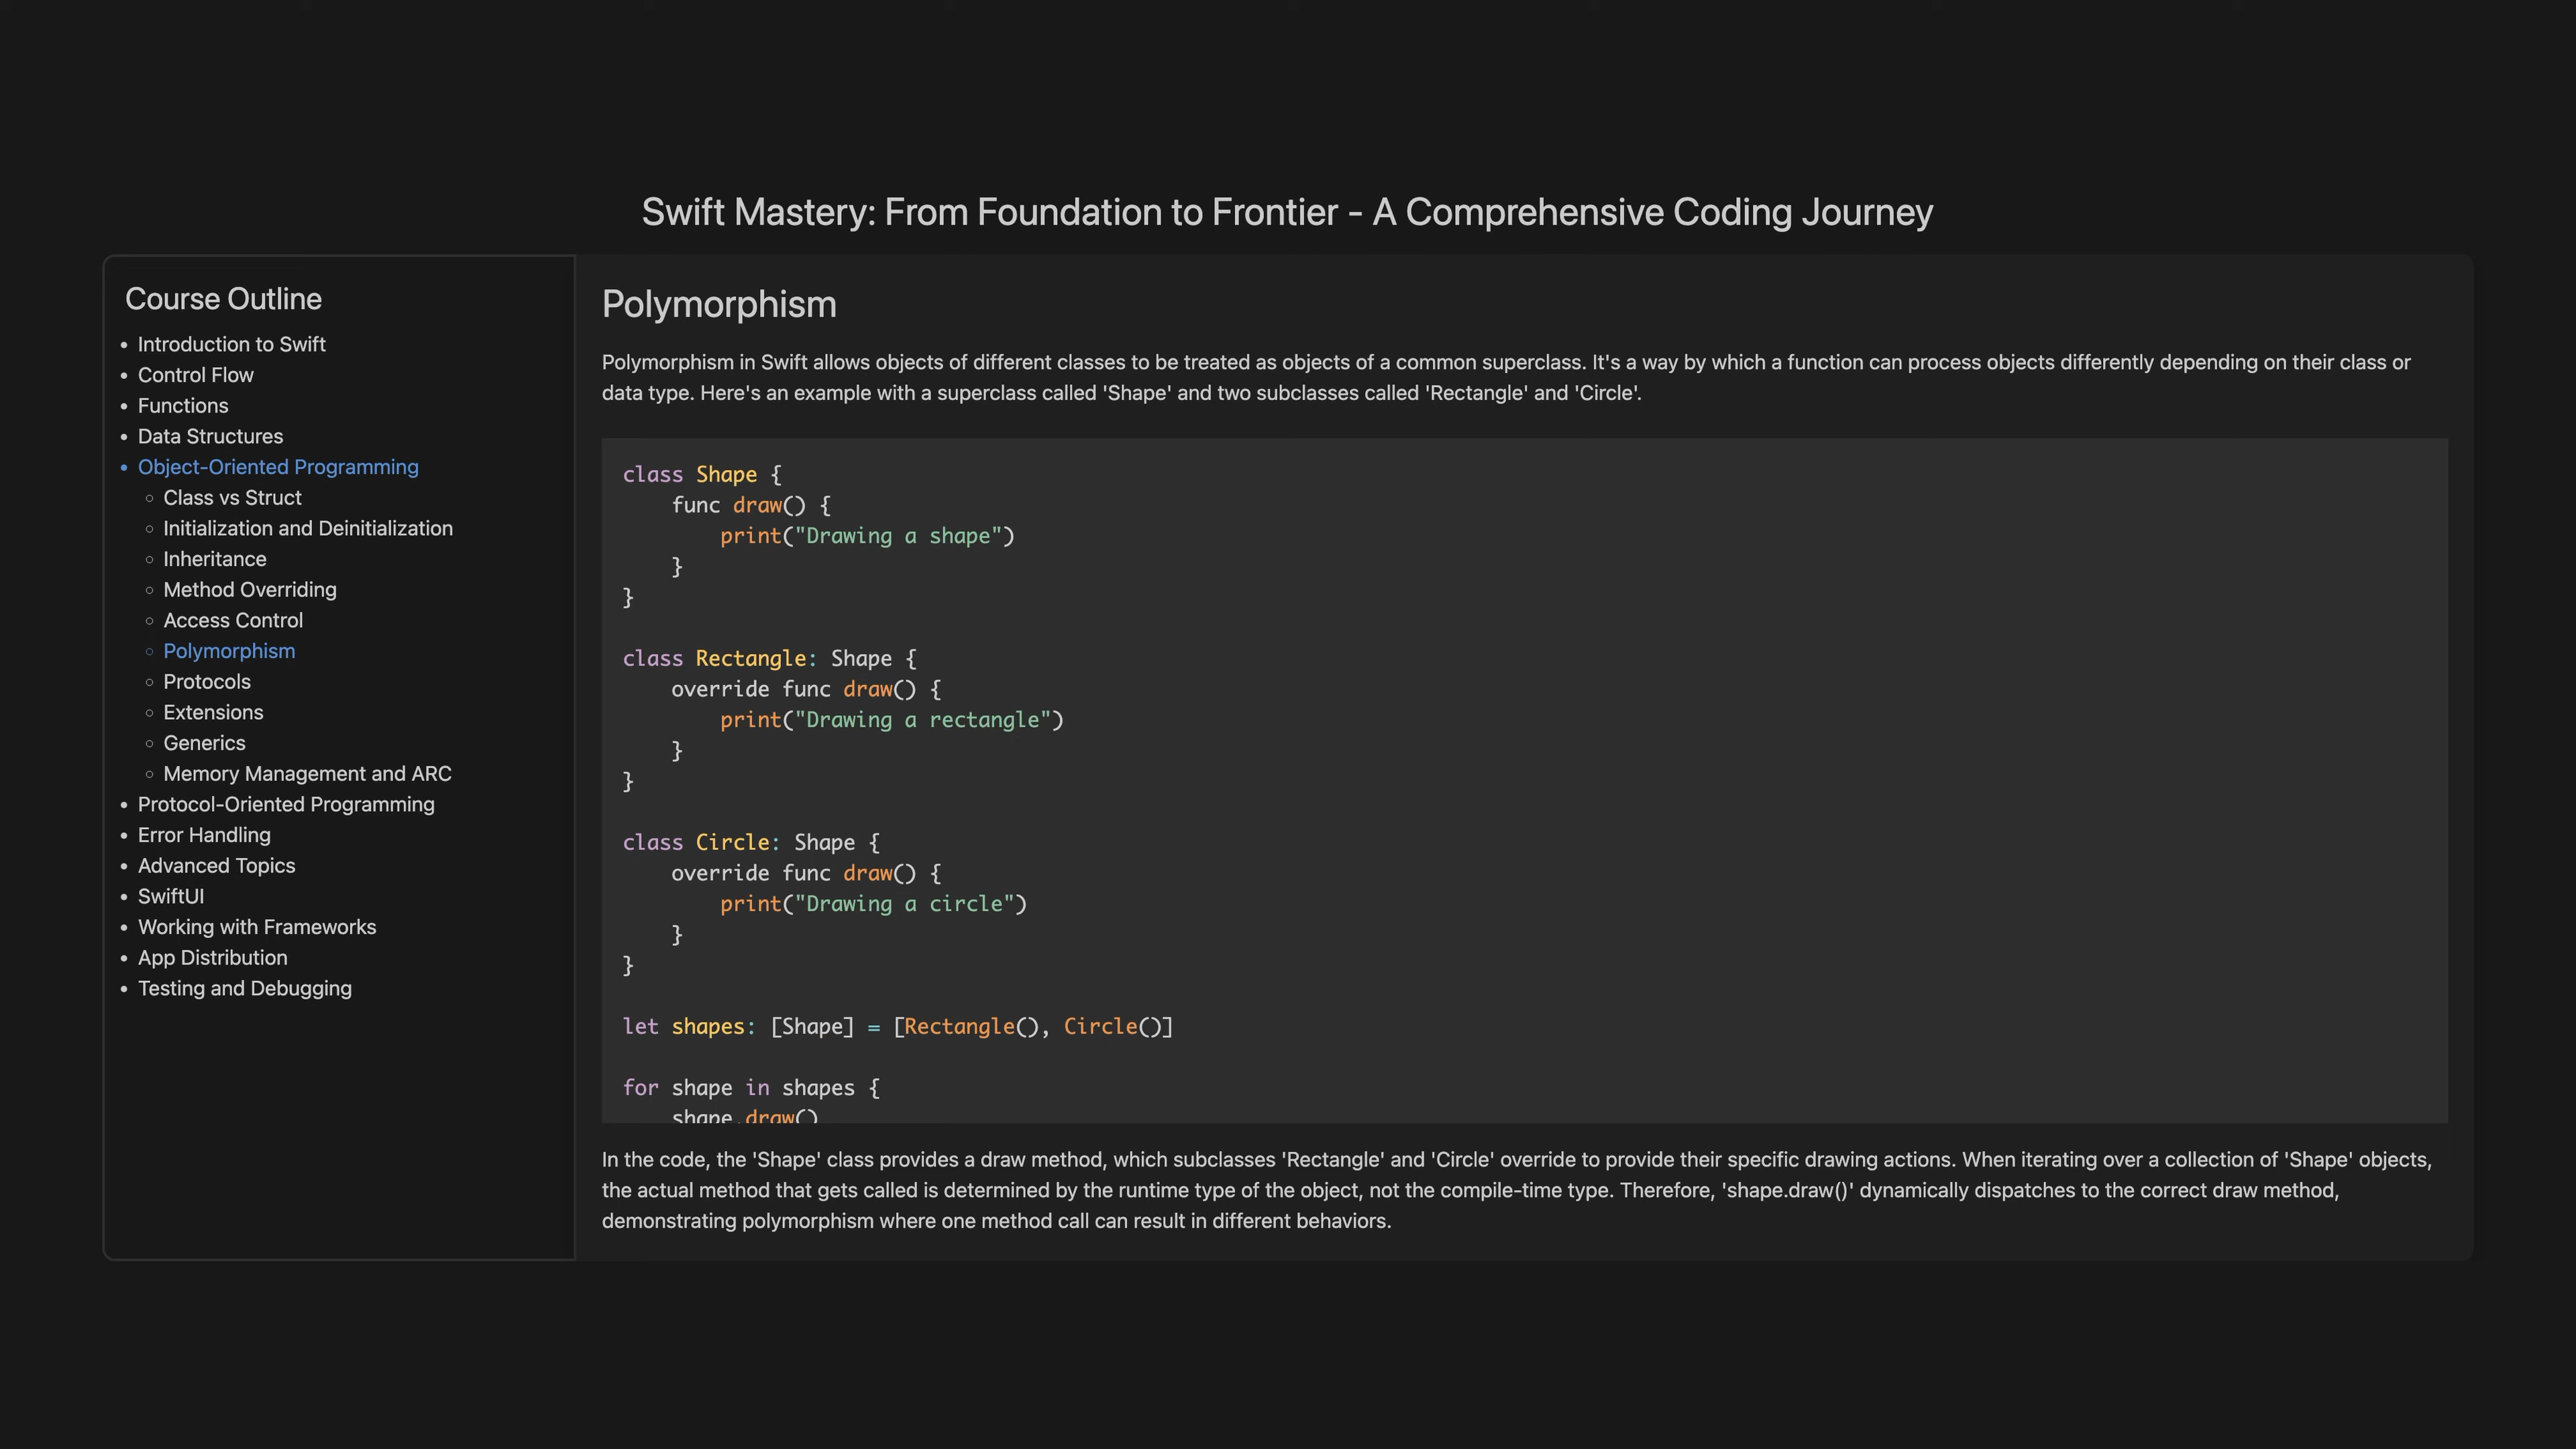 Swift Mastery: From Foundation to Frontier - A Comprehensive Coding Journey
Course Outline
Introduction to Swift
Control Flow
Functions
Data Structures
Object-Oriented Programming
Class vs Struct
Initialization and Deinitialization
Inheritance
Method Overriding
Access Control
Polymorphism
Protocols
Extensions
Generics
Memory Management and ARC
Protocol-Oriented Programming
Error Handling
Advanced Topics
SwiftUI
Working with Frameworks
App Distribution
Testing and Debugging
Polymorphism
Polymorphism in Swift allows objects of different classes to be treated as objects of a common superclass. It's a way by which a function can process objects differently depending on their class or
data type. Here's an example with a superclass called 'Shape' and two subclasses called 'Rectangle' and 'Circle'.
class Shape {
    func draw() {
        print("Drawing a shape")
    }
}
class Rectangle: Shape {
    override func draw() {
        print("Drawing a rectangle")
    }
}
class Circle: Shape {
    override func draw() {
        print("Drawing a circle")
    }
}
let shapes: [Shape] = [Rectangle(), Circle()]
for shape in shapes {
    shape.draw()
In the code, the 'Shape' class provides a draw method, which subclasses 'Rectangle' and 'Circle' override to provide their specific drawing actions. When iterating over a collection of 'Shape' objects,
the actual method that gets called is determined by the runtime type of the object, not the compile-time type. Therefore, 'shape.draw()' dynamically dispatches to the correct draw method,
demonstrating polymorphism where one method call can result in different behaviors.